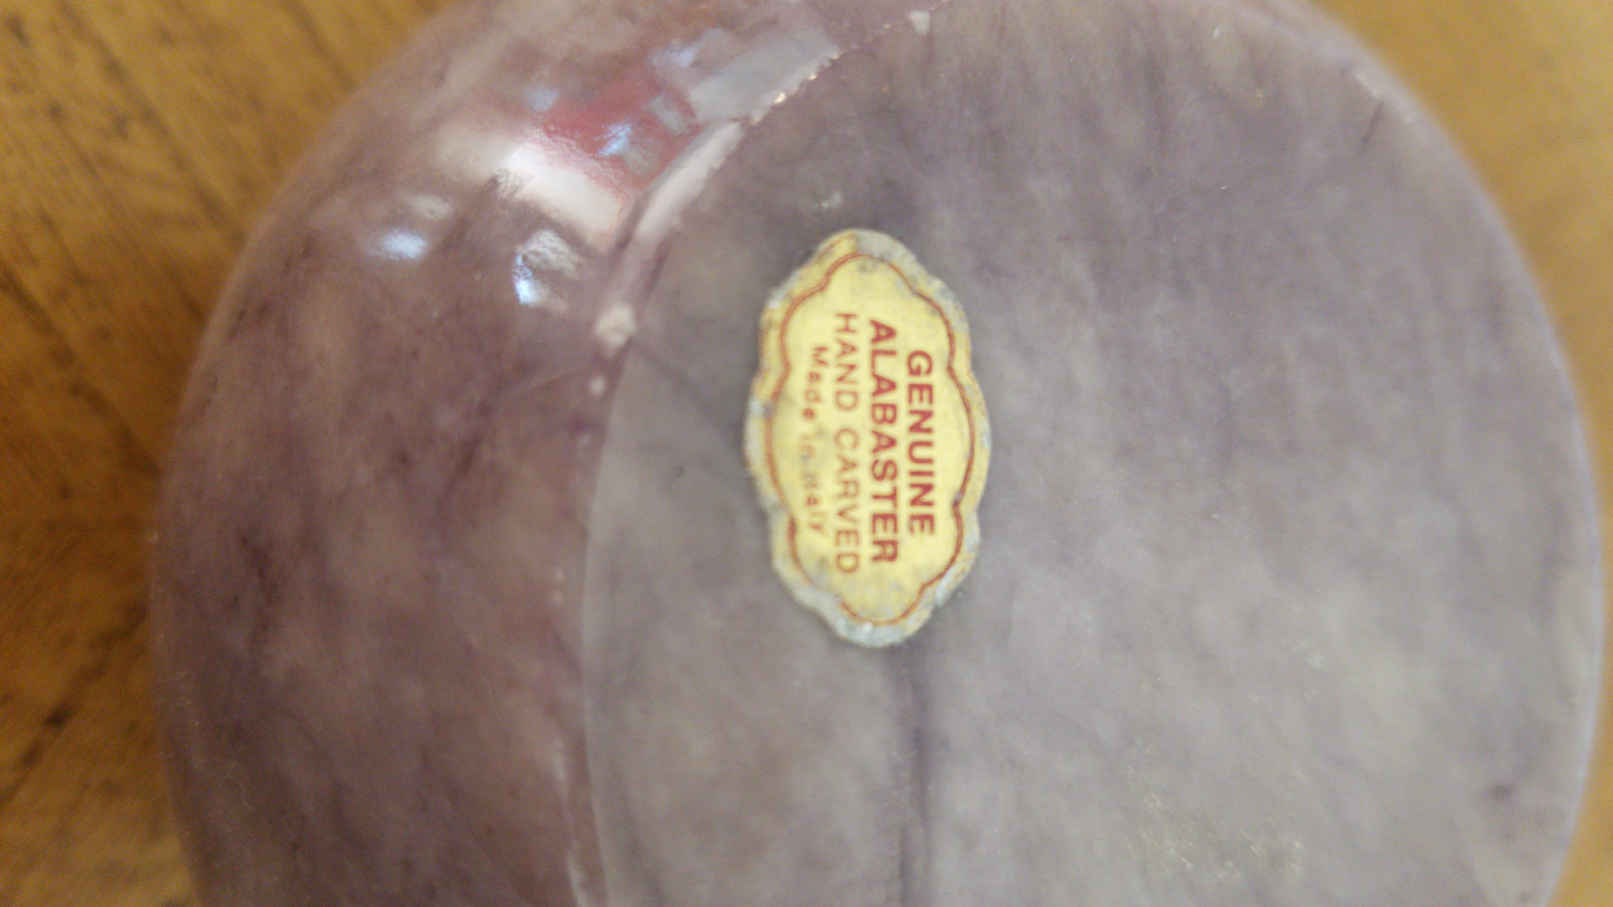 GENUINE
ALABASTER
HAND CARVED
Made in Italy